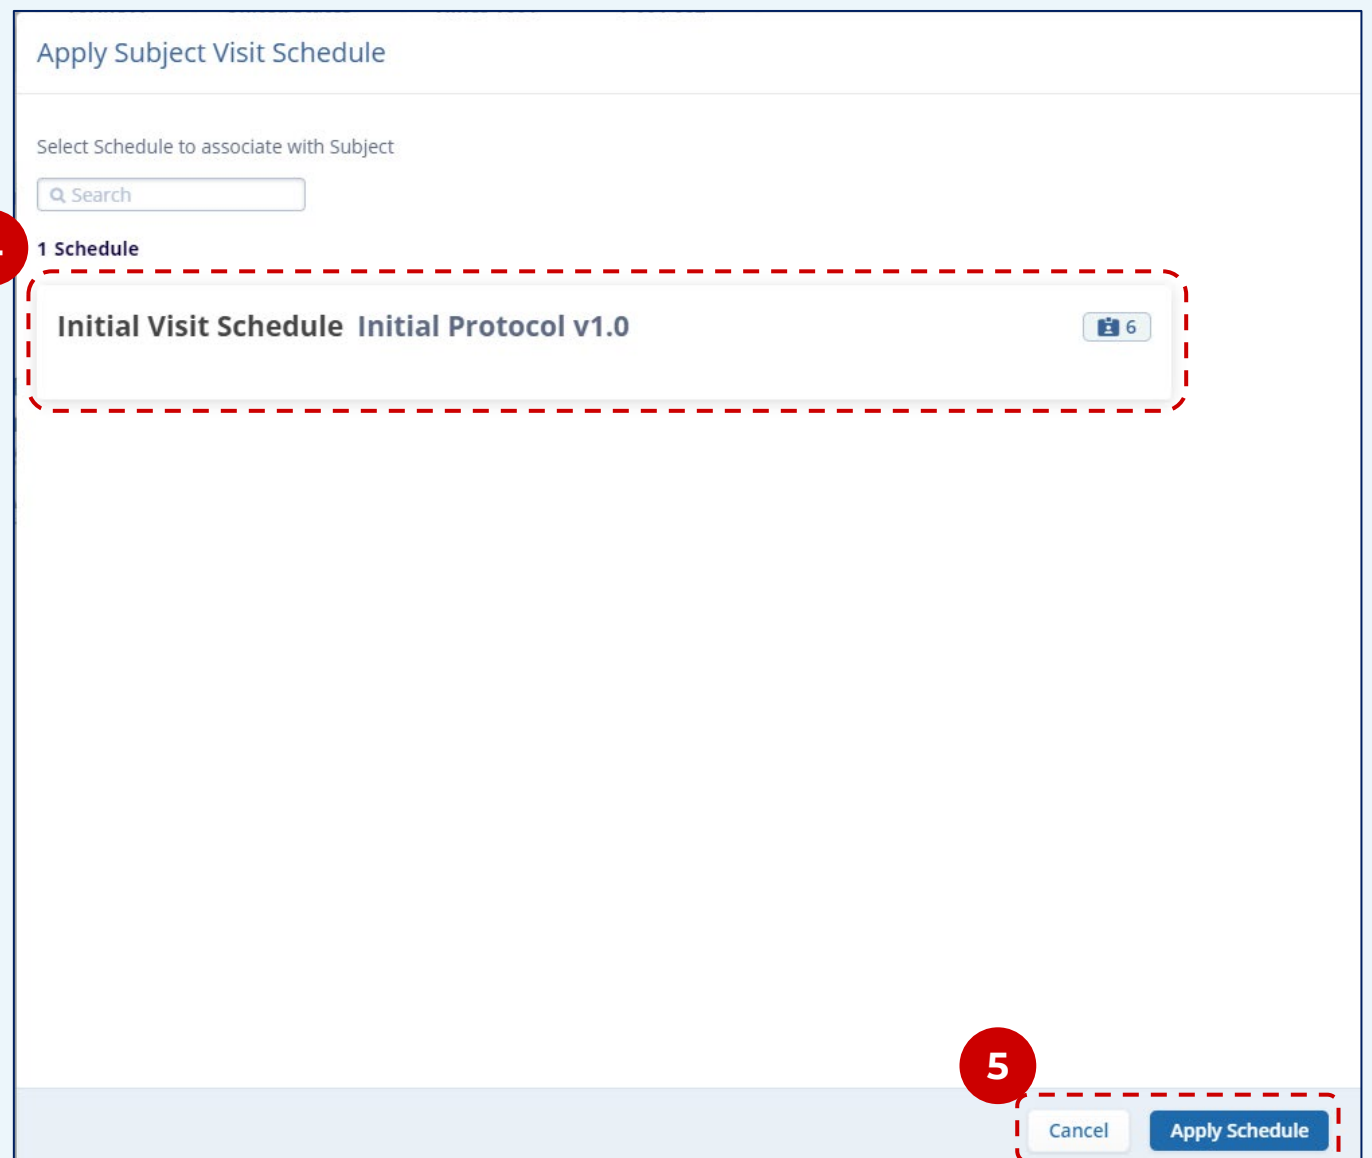 Apply Subject Visit Schedule
Select Schedule to associate with Subject
Search
1 Schedule
Initial Visit Schedule Initial Protocol v1.0
6
5
Cancel Apply Schedule